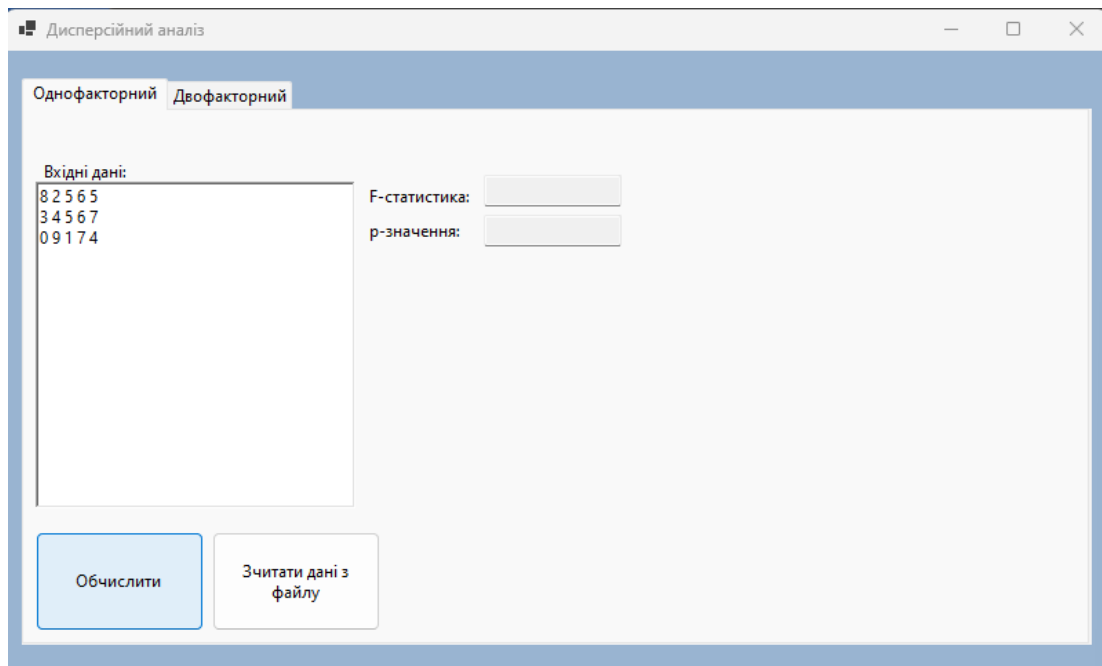 Дисперсійний аналіз
Однофакторний Двофакторний
Вхідні дані:
8 2 5 6 5
3 4 5 6 7
0 9 1 7 4
F-статистика:
p-значення:
Обчислити
Зчитати дані з
файлу